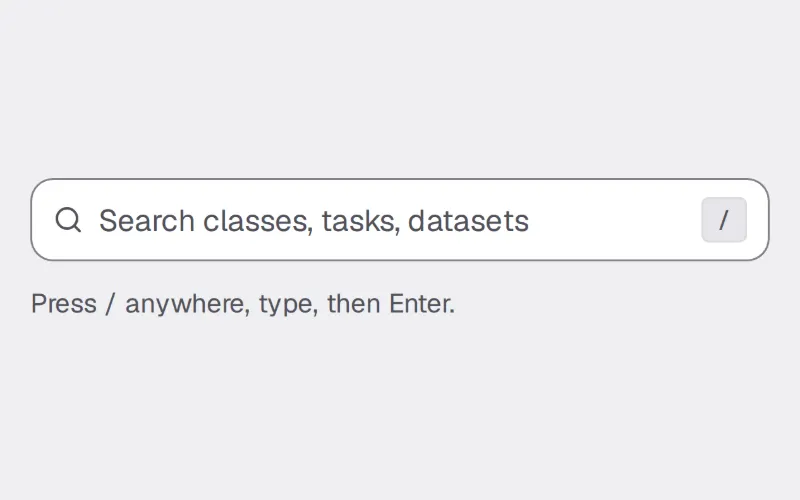 Search classes, tasks, datasets /
Press / anywhere, type, then Enter.